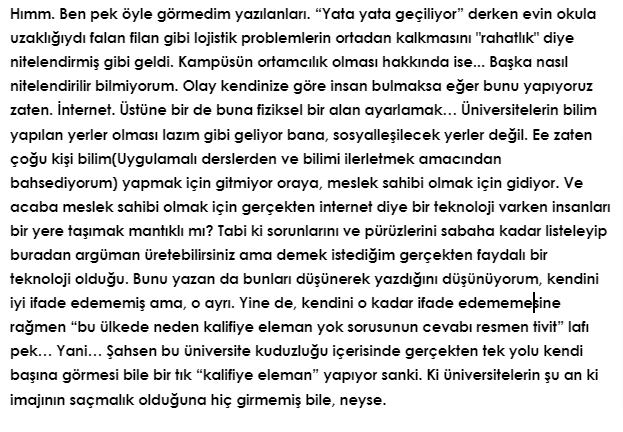 Hımm. Ben pek öyle görmedim yazılanları. “Yata yata geçiliyor” derken evin okula
uzaklığıydı falan filan gibi lojistik problemlerin ortadan kalkmasını "rahatlık" diye
nitelendirmiş gibi geldi. Kampüsün ortamcılık olması hakkında ise... Başka nasıl
nitelendirilir bilmiyorum. Olay kendinize göre insan bulmaksa eğer bunu yapıyoruz
zaten. İnternet. Üstüne bir de buna fiziksel bir alan ayarlamak... Üniversitelerin bilim
yapılan yerler olması lazım gibi geliyor bana, sosyalleşilecek yerler değil. Ee zaten
çoğu kişi bilim(Uygulamalı derslerden ve bilimi ilerletmek amacından
bahsediyorum) yapmak için gitmiyor oraya, meslek sahibi olmak için gidiyor. Ve
acaba meslek sahibi olmak için gerçekten internet diye bir teknoloji varken insanları
bir yere taşımak mantıklı mı? Tabi ki sorunlarını ve pürüzlerini sabaha kadar listeleyip
buradan argüman üretebilirsiniz ama demek istediğim gerçekten faydalı bir
teknoloji olduğu. Bunu yazan da bunları düşünerek yazdığını düşünüyorum, kendini
iyi ifade edememiş ama, o ayrı. Yine de, kendini o kadar ifade edememesine
rağmen “bu ülkede neden kalifiye eleman yok sorusunun cevabı resmen tivit” lafı
pek... Yani... Şahsen bu üniversite kuduzluğu içerisinde gerçekten tek yolu kendi
başına görmesi bile bir tık “kalifiye eleman” yapıyor sanki. Ki üniversitelerin şu an ki
imajının saçmalık olduğuna hiç girmemiş bile, neyse.